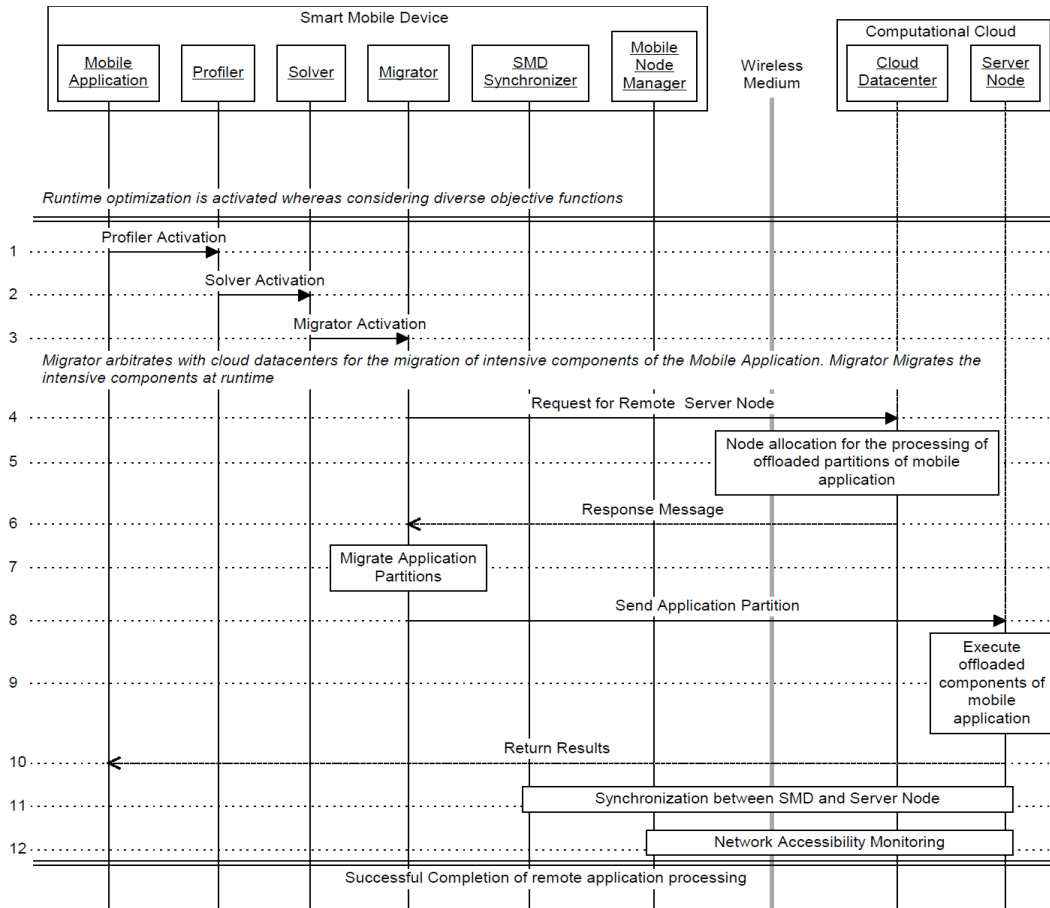 Smart Mobile Device
Computational Cloud
Mobile
Application
Profiler
Solver
Migrator
SMD
Synchronizer
Mobile
Node
Manager
Wireless
Medium
Cloud
Datacenter
Server
Node
Runtime optimization is activated whereas considering diverse objective functions
Profiler Activation
1
Solver Activation
2
Migrator Activation
3
Migrator arbitrates with cloud datacenters for the migration of intensive components of the Mobile Application. Migrator Migrates the
intensive components at runtime
Request for Remote Server Node
4
Node allocation for the processing of
offloaded partitions of mobile
application
5
Response Message
6
Migrate Application
Partitions
7
Send Application Partition
8
Execute
offloaded
components of
mobile
application
9
Return Results
10
Synchronization between SMD and Server Node
11
Network Accessibility Monitoring
12
Successful Completion of remote application processing